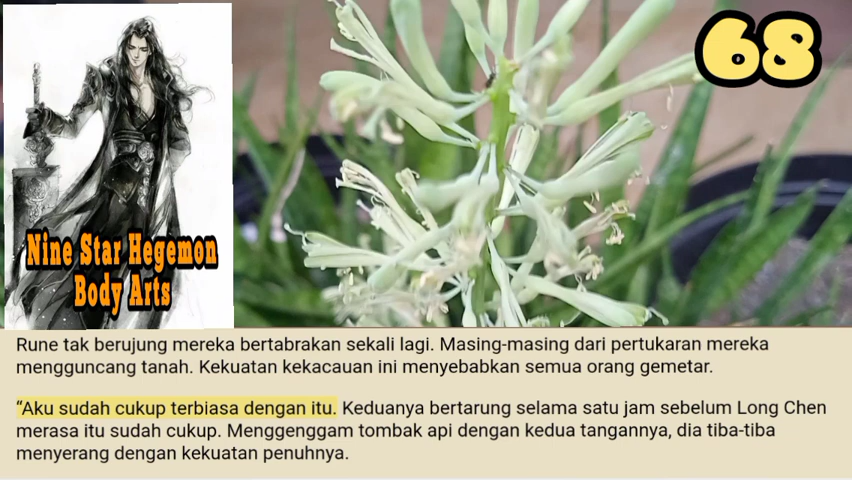 68
Nine Star Hegemon
Body Arts
Rune tak berujung mereka bertabrakan sekali lagi. Masing-masing dari pertukaran mereka
mengguncang tanah. Kekuatan kekacauan ini menyebabkan semua orang gemetar.
“Aku sudah cukup terbiasa dengan itu. Keduanya bertarung selama satu jam sebelum Long Chen
merasa itu sudah cukup. Menggenggam tombak api dengan kedua tangannya, dia tiba-tiba
menyerang dengan kekuatan penuhnya.